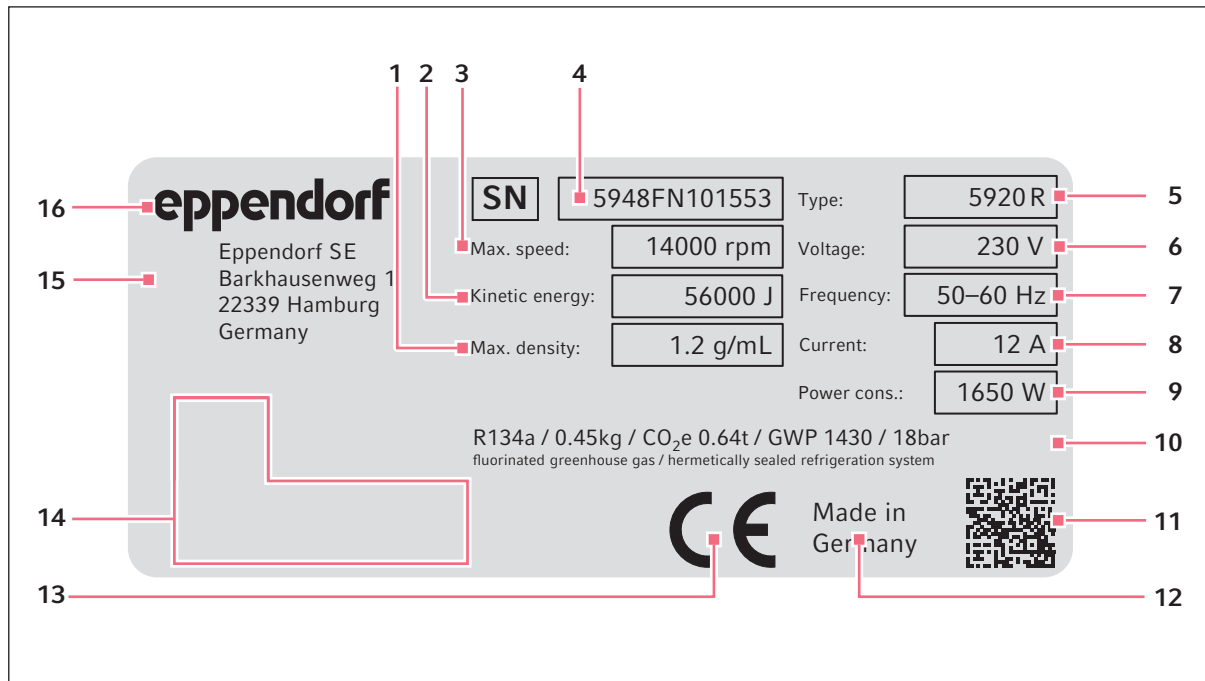 1 2 3 4
16 eppendorf SN 5948FN101553 Type: 5920 R 5
15 Eppendorf SE Max. speed: 14000 rpm Voltage: 230 V 6
Barkhausenweg 1
22339 Hamburg Kinetic energy: 56000 J Frequency: 50–60 Hz 7
Germany Max. density: 1.2 g/mL Current: 12 A 8
Power cons.: 1650 W 9
R134a / 0.45kg / CO₂e 0.64t / GWP 1430 / 18bar 10
fluorinated greenhouse gas / hermetically sealed refrigeration system
14 CE Made in 11
Germany
13 12